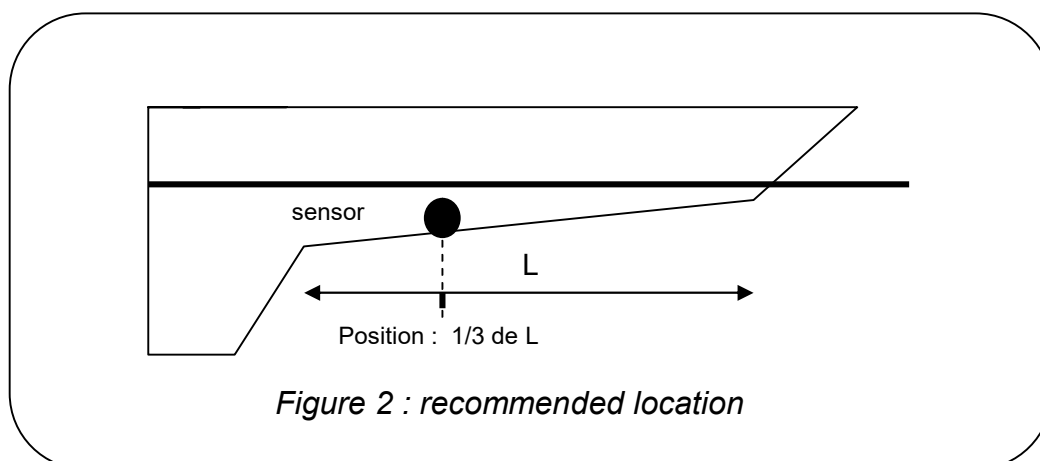 sensor
L
Position : 1/3 de L
Figure 2 : recommended location